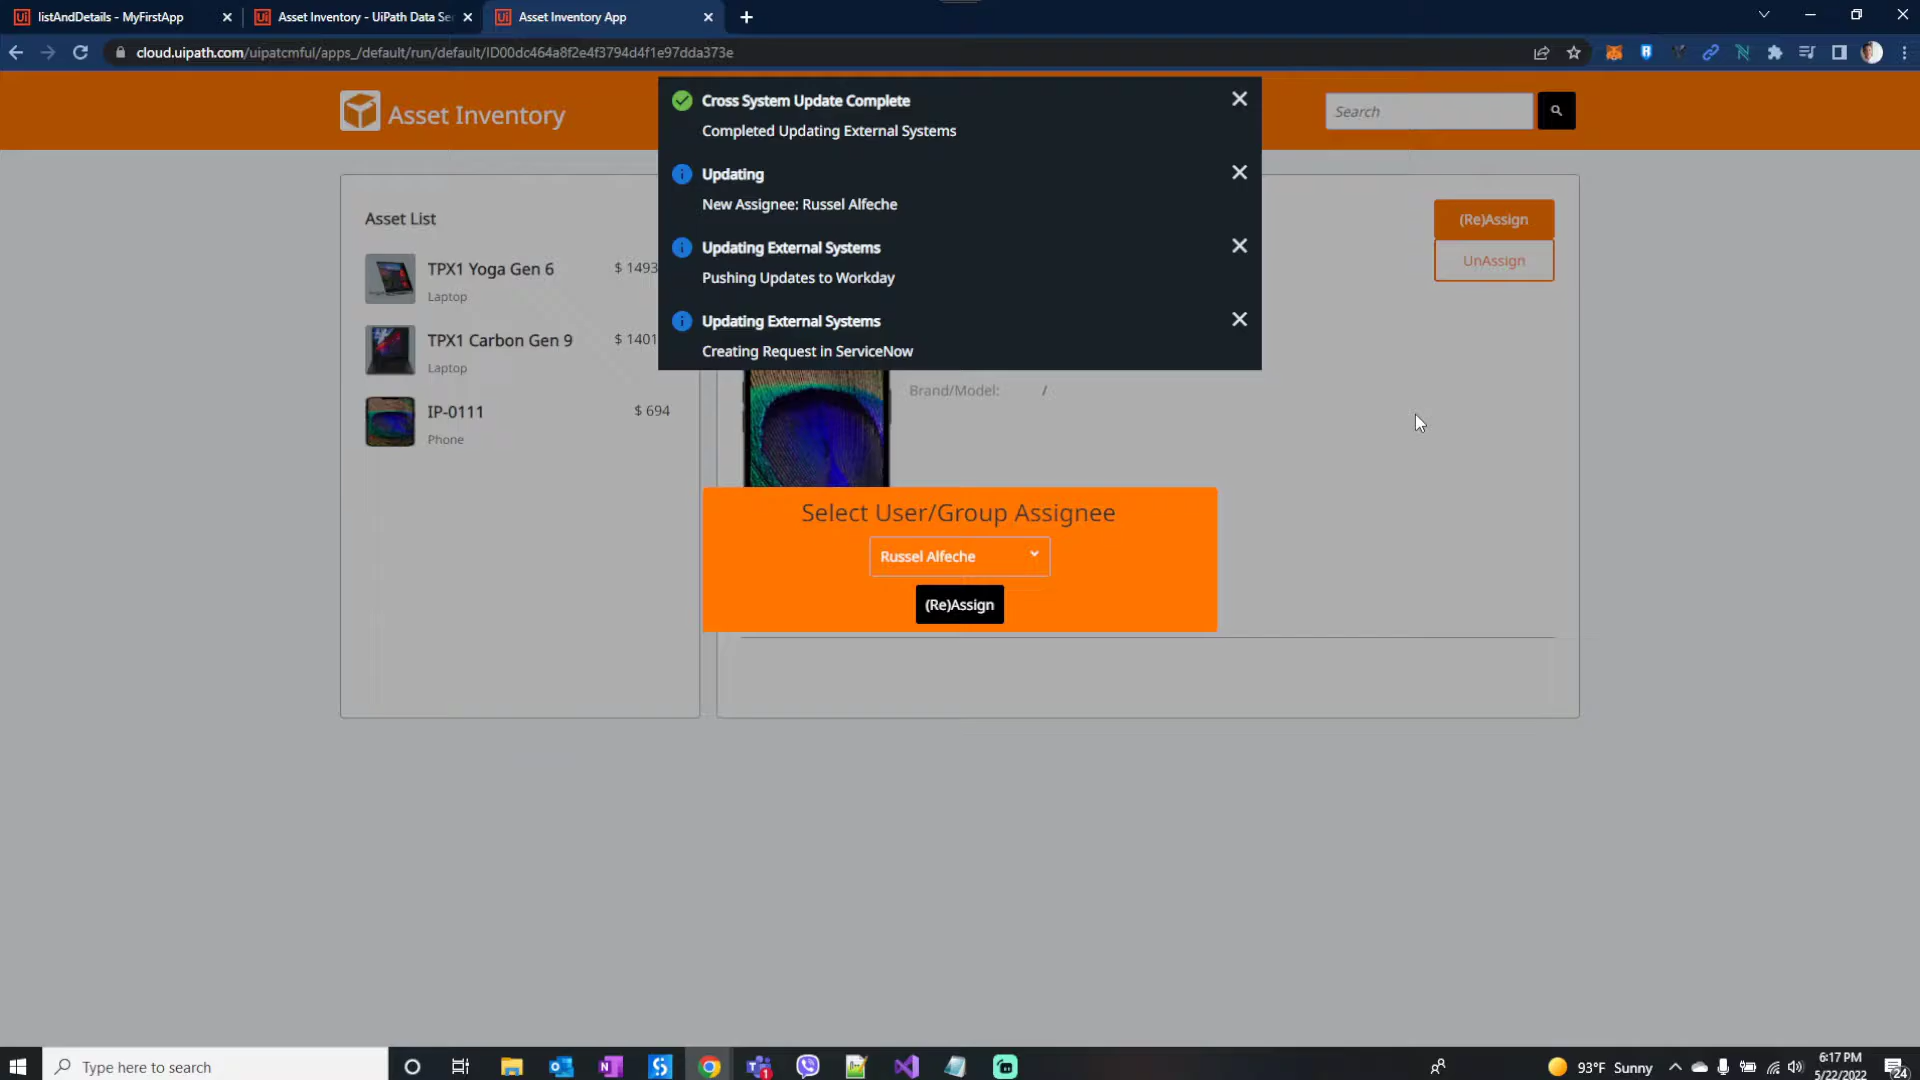 listAndDetails - MyFirstApp
Asset Inventory - UiPath Data Se
Asset Inventory App
cloud.uipath.com/uipatcmful/apps_/default/run/default/ID00dc464a8f2e4f3794d4f1e97dda373e
Asset Inventory
Search
Cross System Update Complete
Completed Updating External Systems
Updating
New Assignee: Russel Alfeche
Updating External Systems
Pushing Updates to Workday
Updating External Systems
Creating Request in ServiceNow
Asset List
TPX1 Yoga Gen 6
$ 1493
Laptop
TPX1 Carbon Gen 9
$ 1401
Laptop
IP-0111
$ 694
Phone
(Re)Assign
UnAssign
Brand/Model: /
Select User/Group Assignee
Russel Alfeche
(Re)Assign
Type here to search
93°F Sunny
6:17 PM
5/22/2022
24